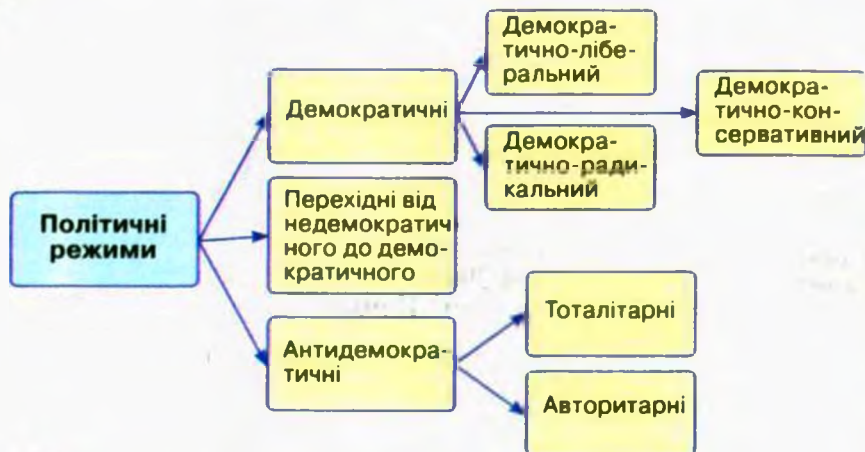 Політичні
режими
Демократичні
Демокра-
тично-лібе-
ральний
Демокра-
тично-кон-
сервативний
Демокра-
тично-ради-
кальний
Перехідні від
недемократич
ного до демо-
кратичного
Антидемокра-
тичні
Тоталітарні
Авторитарні